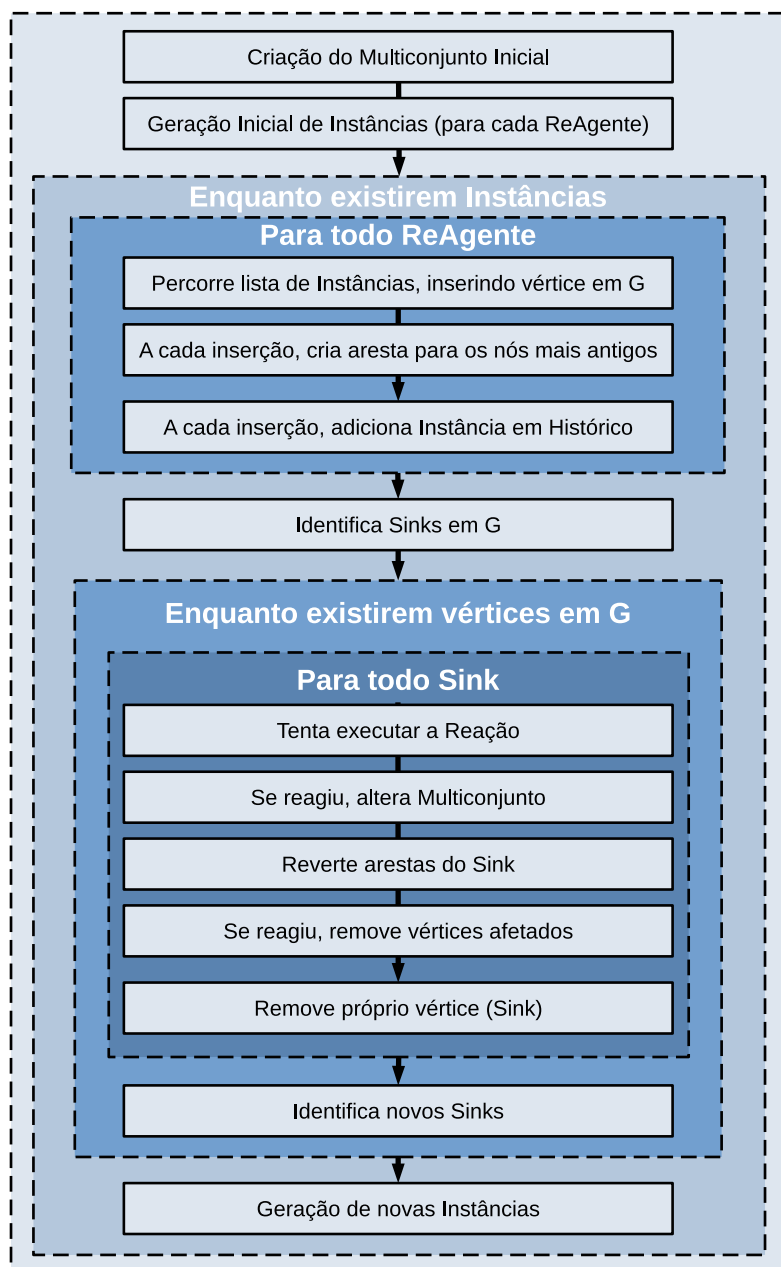 Criação do Multiconjunto Inicial
Geração Inicial de Instâncias (para cada ReAgente)
Enquanto existirem Instâncias
Para todo ReAgente
Percorre lista de Instâncias, inserindo vértice em G
A cada inserção, cria aresta para os nós mais antigos
A cada inserção, adiciona Instância em Histórico
Identifica Sinks em G
Enquanto existirem vértices em G
Para todo Sink
Tenta executar a Reação
Se reagiu, altera Multiconjunto
Reverte arestas do Sink
Se reagiu, remove vértices afetados
Remove próprio vértice (Sink)
Identifica novos Sinks
Geração de novas Instâncias